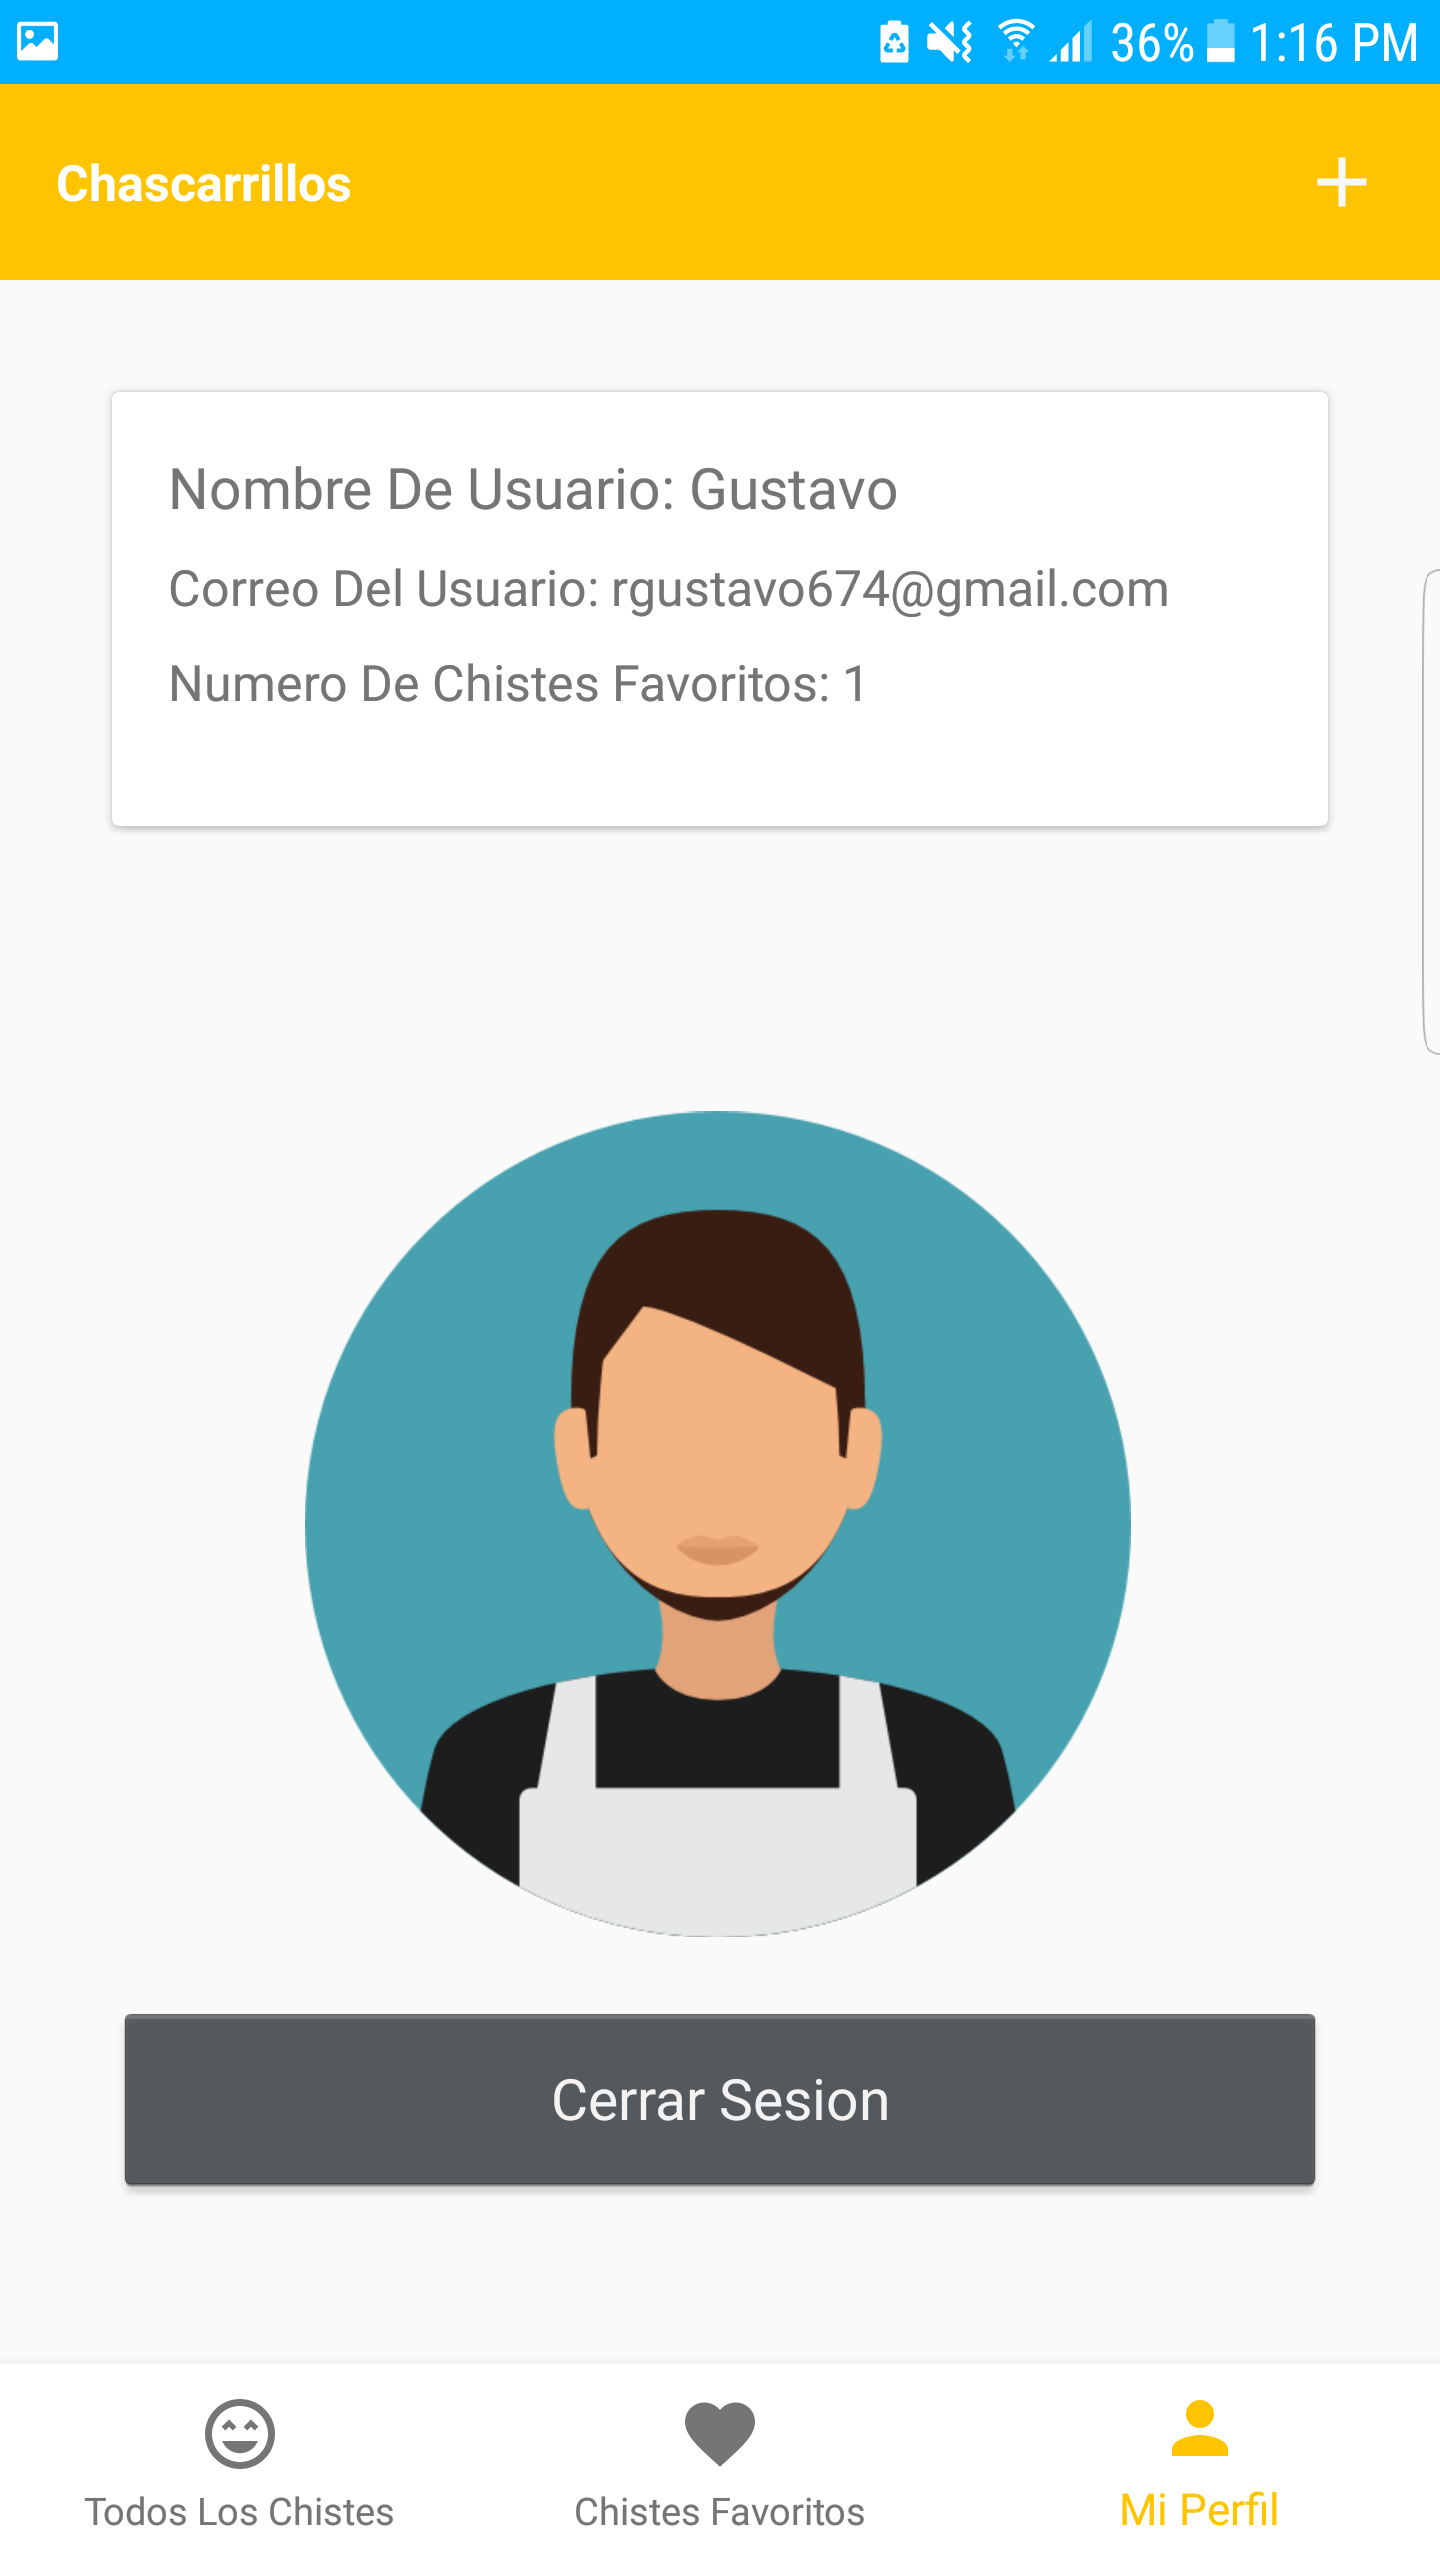 36% 1:16 PM
Chascarrillos
Nombre De Usuario: Gustavo
Correo Del Usuario: rgustavo674@gmail.com
Numero De Chistes Favoritos: 1
Cerrar Sesion
Todos Los Chistes
Chistes Favoritos
Mi Perfil